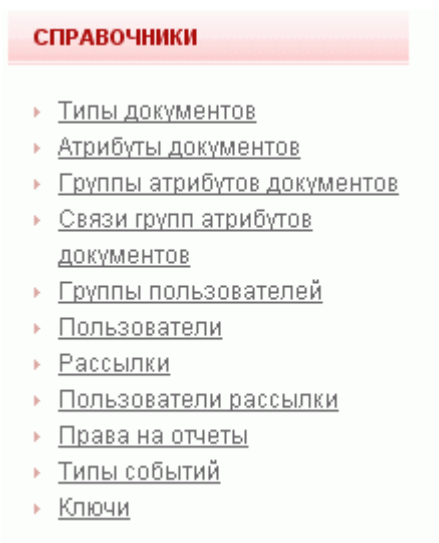 СПРАВОЧНИКИ
Типы документов
Атрибуты документов
Группы атрибутов документов
Связи групп атрибутов
документов
Группы пользователей
Пользователи
Рассылки
Пользователи рассылки
Права на отчеты
Типы событий
Ключи